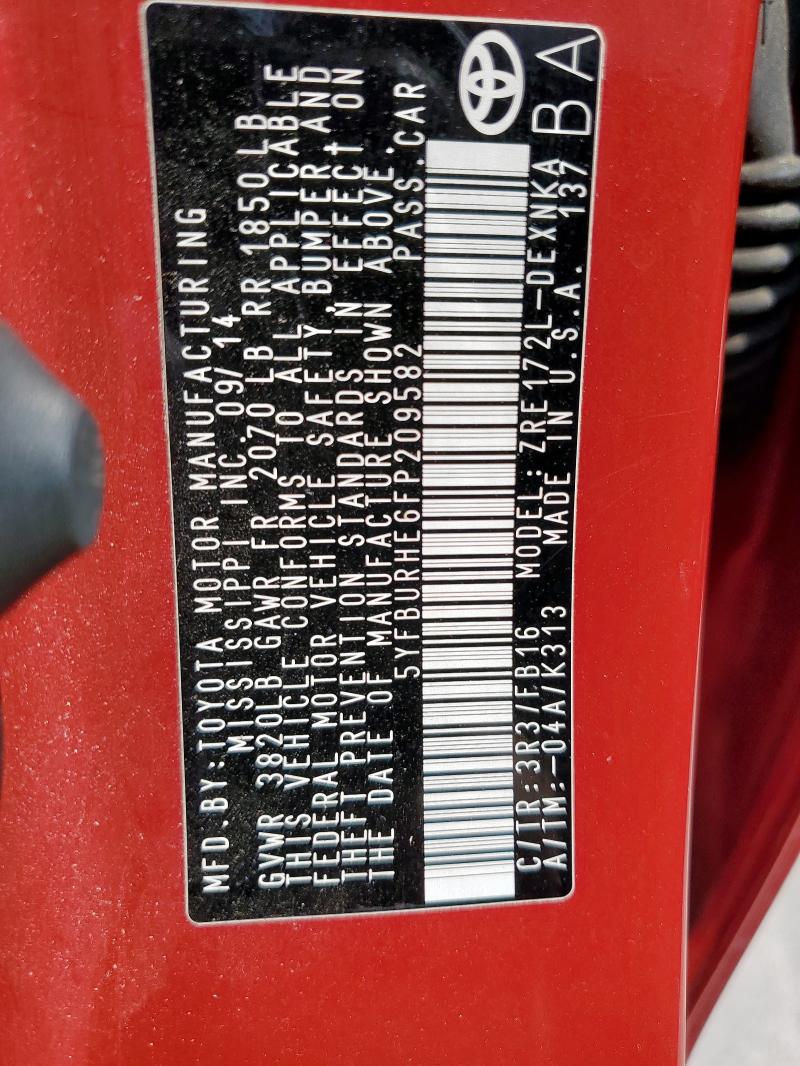 MFD.BY:TOYOTA MOTOR MANUFACTURING
MISSISSIPPI INC. 09/14
GVWR 3820LB GAWR FR 2070 LB RR 1850 LB
THIS VEHICLE CONFORMS TO ALL APPLICABLE
FEDERAL MOTOR VEHICLE SAFETY, BUMPER, AND
THEFT PREVENTION STANDARDS IN EFFECT ON
THE DATE OF MANUFACTURE SHOWN ABOVE.
5YFBURHE6FP209582 PASS.CAR
C/TR:3R3/FB16 MODEL:ZRE172L-DEXNKA
A/TM:-04A/K313 MADE IN U.S.A. 137
BA